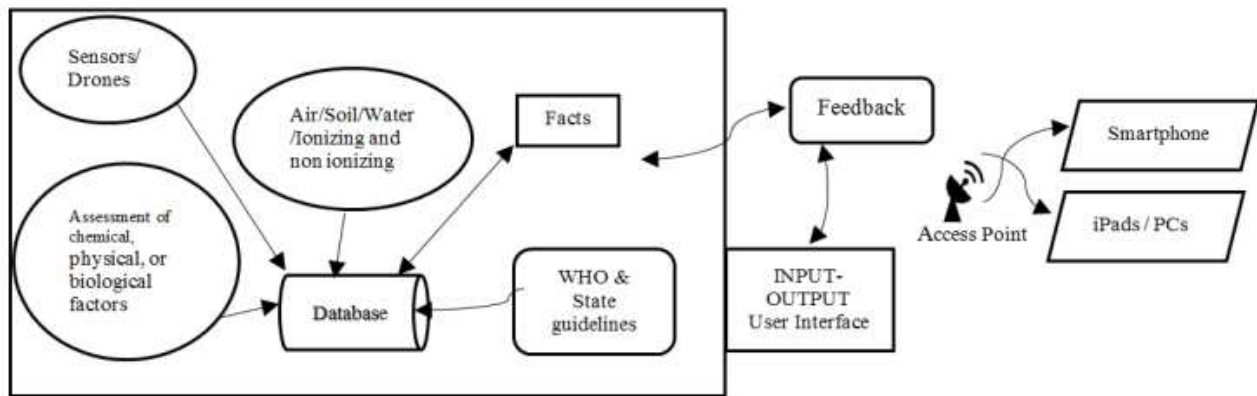 Sensors/
Drones
Air/Soil/Water
/Ionizing and
non ionizing
Facts
Feedback
Smartphone
Assessment of
chemical,
physical, or
biological
factors
Database
WHO &
State
guidelines
INPUT-
OUTPUT
User Interface
Access Point
iPads / PCs